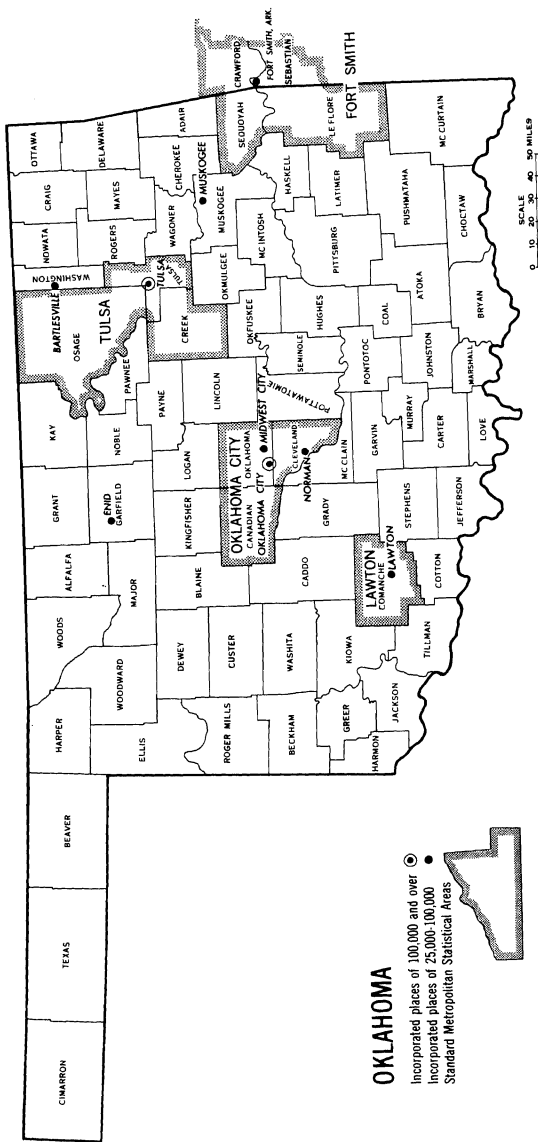 CIMARRON
TEXAS
BEAVER
HARPER
WOODS
ALFALFA
GRANT
KAY
OSAGE
BARTLESVILLE
WASHINGTON
NOWATA
CRAIG
OTTAWA
ELLIS
WOODWARD
MAJOR
ENID
GARFIELD
NOBLE
PAWNEE
TULSA
TULSA
TULSA
ROGERS
MAYES
DELAWARE
ROGER MILLS
DEWEY
BLAINE
KINGFISHER
LOGAN
PAYNE
CREEK
WAGONER
CHEROKEE
ADAIR
CUSTER
OKLAHOMA CITY
CANADIAN
OKLAHOMA
OKLAHOMA CITY
MIDWEST CITY
LINCOLN
OKMULGEE
MUSKOGEE
MUSKOGEE
SEQUOYAH
CRAWFORD
FORT SMITH, ARK.
SEBASTIAN
FORT SMITH
BECKHAM
WASHITA
CADDO
GRADY
CLEVELAND
NORMAN
MC CLAIN
POTTAWATOMIE
SEMINOLE
OKFUSKEE
HUGHES
MC INTOSH
PITTSBURG
HASKELL
LATIMER
LE FLORE
HARMON
GREER
JACKSON
KIOWA
LAWTON
COMANCHE
LAWTON
TILLMAN
COTTON
STEPHENS
GARVIN
MURRAY
CARTER
JEFFERSON
LOVE
PONTOTOC
JOHNSTON
MARSHALL
COAL
ATOKA
BRYAN
PUSHMATAHA
CHOCTAW
MC CURTAIN
OKLAHOMA
Incorporated places of 100,000 and over
Incorporated places of 25,000-100,000
Standard Metropolitan Statistical Areas
SCALE
0 10 20 30 40 50 MILES